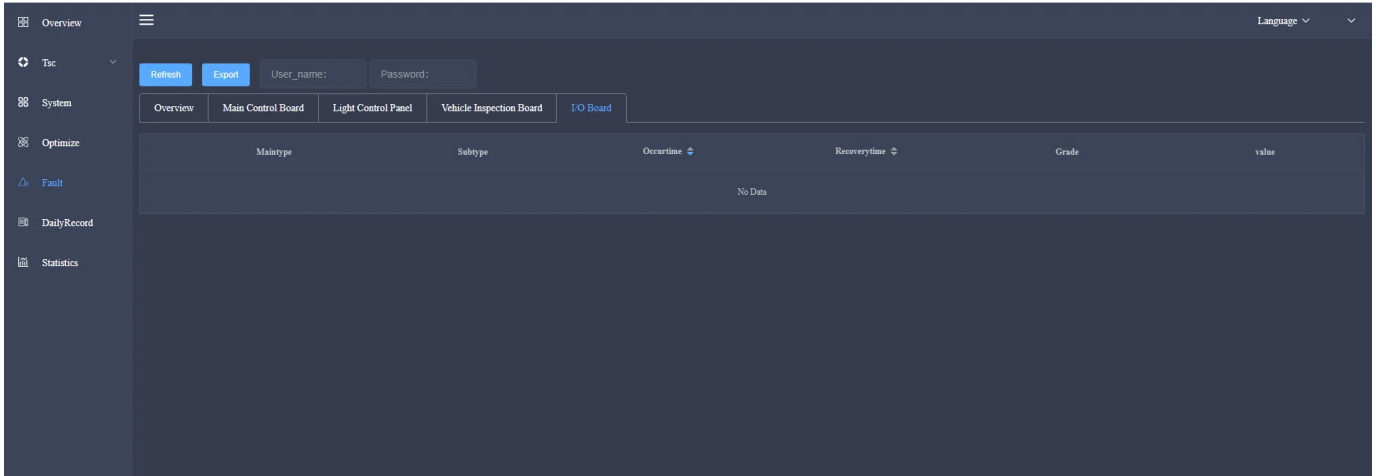 Overview
Tsc
System
Optimize
Fault
DailyRecord
Statistics
Language
Refresh Export User_name: Password:
Overview Main Control Board Light Control Panel Vehicle Inspection Board I/O Board
Maintype Subtype Occurtime Recoverytime Grade value
No Data